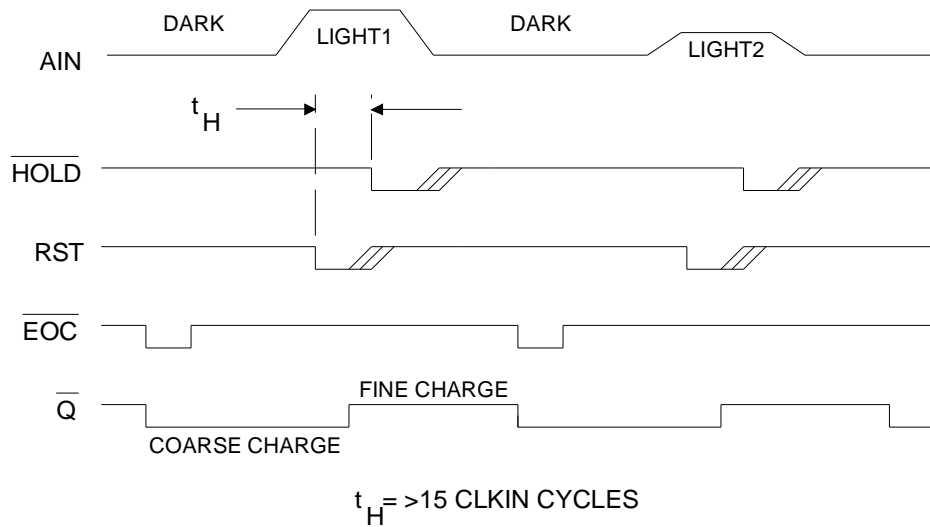 DARK LIGHT1 DARK LIGHT2
AIN
t H
HOLD
RST
EOC
Q
FINE CHARGE
COARSE CHARGE
t H = >15 CLKIN CYCLES